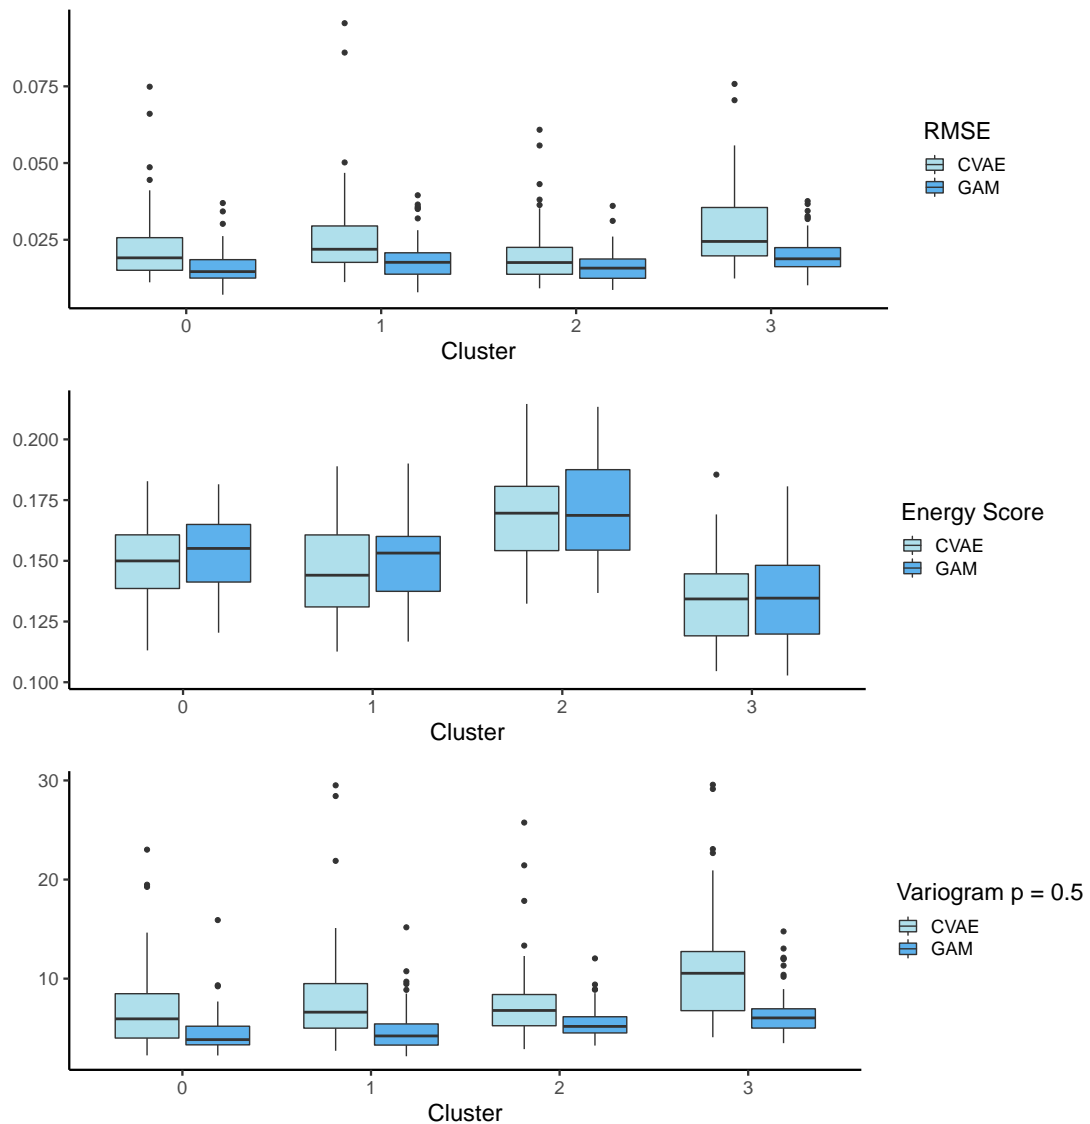 0.075
0.050
0.025
0
1
2
3
Cluster
RMSE
CVAE
GAM
0.200
0.175
0.150
0.125
0.100
0
1
2
3
Cluster
Energy Score
CVAE
GAM
30
20
10
0
1
2
3
Cluster
Variogram p = 0.5
CVAE
GAM